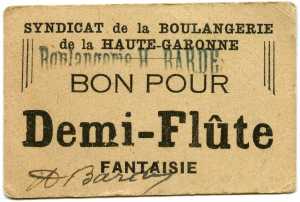 SYNDICAT de la BOULANGERIE
de la HAUTE-GARONNE
Boulangerie H. BARDE
BON POUR
Demi-Flûte
FANTAISIE